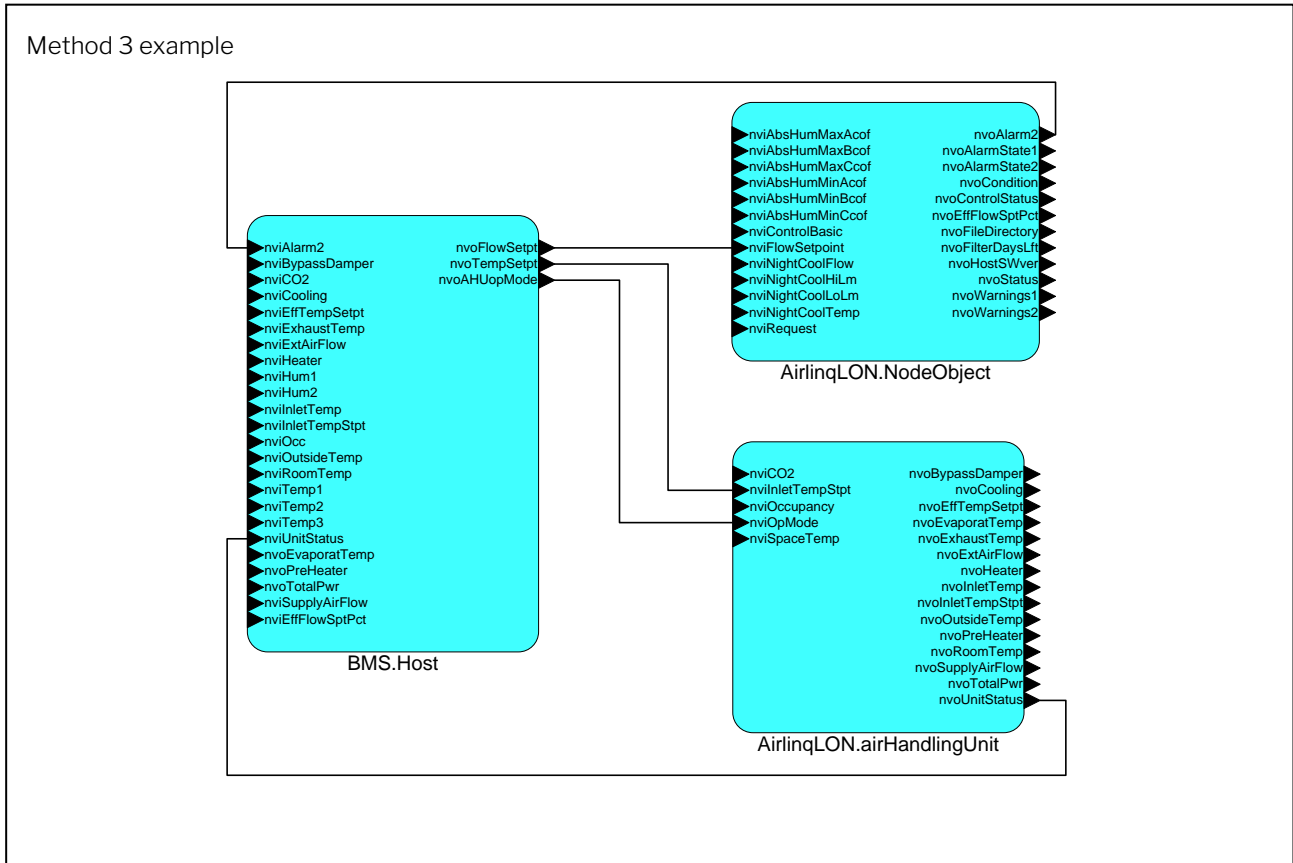 Method 3 example
nviAlarm2
nviBypassDamper
nviCO2
nviCooling
nviEffTempSetpt
nviExhaustTemp
nviExtAirFlow
nviHeater
nviHum1
nviHum2
nviInletTemp
nviInletTempStpt
nviOcc
nviOutsideTemp
nviRoomTemp
nviTemp1
nviTemp2
nviTemp3
nviUnitStatus
nvoEvaporatTemp
nvoPreHeater
nvoTotalPwr
nviSupplyAirFlow
nviEffFlowSptPct
nvoFlowSetpt
nvoTempSetpt
nvoAHUopMode
BMS.Host
nviAbsHumMaxAcof
nviAbsHumMaxBcof
nviAbsHumMaxCcof
nviAbsHumMinAcof
nviAbsHumMinBcof
nviAbsHumMinCcof
nviControlBasic
nviFlowSetpoint
nviNightCoolFlow
nviNightCoolHiLm
nviNightCoolLoLm
nviNightCoolTemp
nviRequest
nvoAlarm2
nvoAlarmState1
nvoAlarmState2
nvoCondition
nvoControlStatus
nvoEffFlowSptPct
nvoFileDirectory
nvoFilterDaysLft
nvoHostSWver
nvoStatus
nvoWarnings1
nvoWarnings2
AirlinqLON.NodeObject
nviCO2
nviInletTempStpt
nviOccupancy
nviOpMode
nviSpaceTemp
nvoBypassDamper
nvoCooling
nvoEffTempSetpt
nvoEvaporatTemp
nvoExhaustTemp
nvoExtAirFlow
nvoHeater
nvoInletTemp
nvoInletTempStpt
nvoOutsideTemp
nvoPreHeater
nvoRoomTemp
nvoSupplyAirFlow
nvoTotalPwr
nvoUnitStatus
AirlinqLON.airHandlingUnit